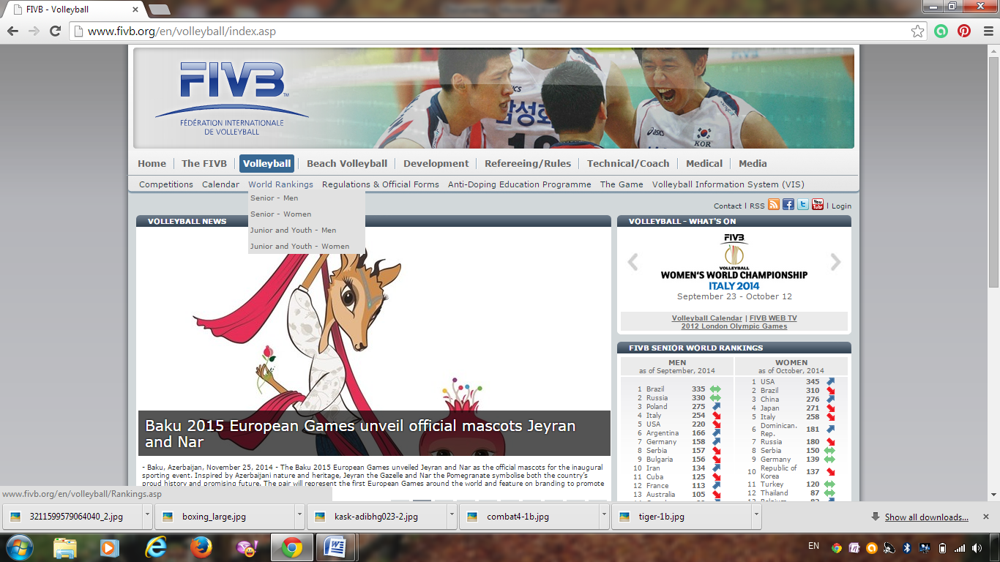 FIVB - Volleyball
www.fivb.org/en/volleyball/index.asp
FIVB TM
FÉDÉRATION INTERNATIONALE
DE VOLLEYBALL
삼성화
asics
KOR
Home The FIVB Volleyball Beach Volleyball Development Refereeing/Rules Technical/Coach Medical Media
Competitions Calendar World Rankings Regulations & Official Forms Anti-Doping Education Programme The Game Volleyball Information System (VIS)
Senior - Men
Senior - Women
Junior and Youth - Men
Junior and Youth - Women
Contact | RSS f t You Tube | Login
VOLLEYBALL NEWS
Baku 2015 European Games unveil official mascots Jeyran
and Nar
- Baku, Azerbaijan, November 25, 2014 - The Baku 2015 European Games unveiled Jeyran and Nar as the official mascots for the inaugural
sporting event. Inspired by Azerbaijani nature and heritage, Jeyran the Gazelle and Nar the Pomegranate symbolise both the country's
proud history and promising future. The pair will represent the first European Games around the world and feature on branding to promote
VOLLEYBALL - WHAT'S ON
FIVB
VOLLEYBALL
WOMEN'S WORLD CHAMPIONSHIP
ITALY 2014
September 23 - October 12
Volleyball Calendar | FIVB WEB TV
2012 London Olympic Games
FIVB SENIOR WORLD RANKINGS
MEN
as of September, 2014
1 Brazil 335
2 Russia 330
3 Poland 275
4 Italy 254
5 USA 220
6 Argentina 166
7 Germany 158
8 Serbia 157
9 Bulgaria 156
10 Iran 134
11 Cuba 125
12 France 113
13 Australia 105
WOMEN
as of October, 2014
1 USA 345
2 Brazil 310
3 China 276
4 Japan 271
5 Italy 258
6 Dominican. Rep. 181
7 Russia 180
8 Serbia 150
9 Germany 139
10 Republic of Korea 137
11 Turkey 120
12 Thailand 87
www.fivb.org/en/volleyball/Rankings.asp
3211599579064040_2.jpg boxing_large.jpg kask-adibhg023-2.jpg combat4-1b.jpg tiger-1b.jpg Show all downloads...
EN